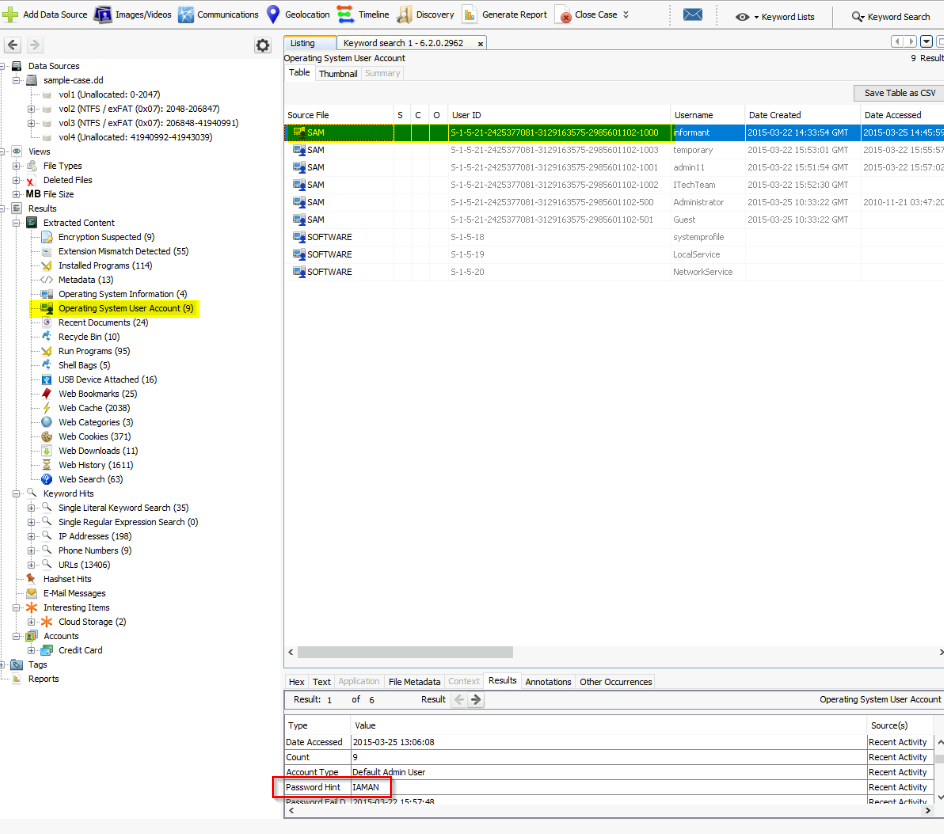 Add Data Source Images/Videos Communications Geolocation Timeline Discovery Generate Report Close Case Keyword Lists Keyword Search
Listing Keyword search 1 - 6.2.0.2962 x
Operating System User Account 9 Result
Table Thumbnail Summary
Save Table as CSV
Source File S C O User ID Username Date Created Date Accessed
SAM S-1-5-21-2425377081-3129163575-2985601102-1000 informant 2015-03-22 14:33:54 GMT 2015-03-25 14:45:59
SAM S-1-5-21-2425377081-3129163575-2985601102-1003 temporary 2015-03-22 15:53:01 GMT 2015-03-22 15:55:57
SAM S-1-5-21-2425377081-3129163575-2985601102-1001 admin11 2015-03-22 15:51:54 GMT 2015-03-22 15:57:02
SAM S-1-5-21-2425377081-3129163575-2985601102-1002 ITechTeam 2015-03-22 15:52:30 GMT
SAM S-1-5-21-2425377081-3129163575-2985601102-500 Administrator 2015-03-25 10:33:22 GMT 2010-11-21 03:47:20
SAM S-1-5-21-2425377081-3129163575-2985601102-501 Guest 2015-03-25 10:33:22 GMT
SOFTWARE S-1-5-18 systemprofile
SOFTWARE S-1-5-19 LocalService
SOFTWARE S-1-5-20 NetworkService
Data Sources
sample-case.dd
vol1 (Unallocated: 0-2047)
vol2 (NTFS / exFAT (0x07): 2048-206847)
vol3 (NTFS / exFAT (0x07): 206848-41940991)
vol4 (Unallocated: 41940992-41943039)
Views
File Types
Deleted Files
MB File Size
Results
Extracted Content
Encryption Suspected (9)
Extension Mismatch Detected (55)
Installed Programs (114)
Metadata (13)
Operating System Information (4)
Operating System User Account (9)
Recent Documents (24)
Recycle Bin (10)
Run Programs (95)
Shell Bags (5)
USB Device Attached (16)
Web Bookmarks (25)
Web Cache (2038)
Web Categories (3)
Web Cookies (371)
Web Downloads (11)
Web History (1611)
Web Search (63)
Keyword Hits
Single Literal Keyword Search (35)
Single Regular Expression Search (0)
IP Addresses (198)
Phone Numbers (9)
URLs (13406)
Hashset Hits
E-Mail Messages
Interesting Items
Cloud Storage (2)
Accounts
Credit Card
Tags
Reports
Hex Text Application File Metadata Context Results Annotations Other Occurrences
Result: 1 of 6 Result Operating System User Account
Type Value Source(s)
Date Accessed 2015-03-25 13:06:08 Recent Activity
Count 9 Recent Activity
Account Type Default Admin User Recent Activity
Password Hint IAMAN Recent Activity
Password Fail D 2015-03-22 15:57:48 Recent Activity